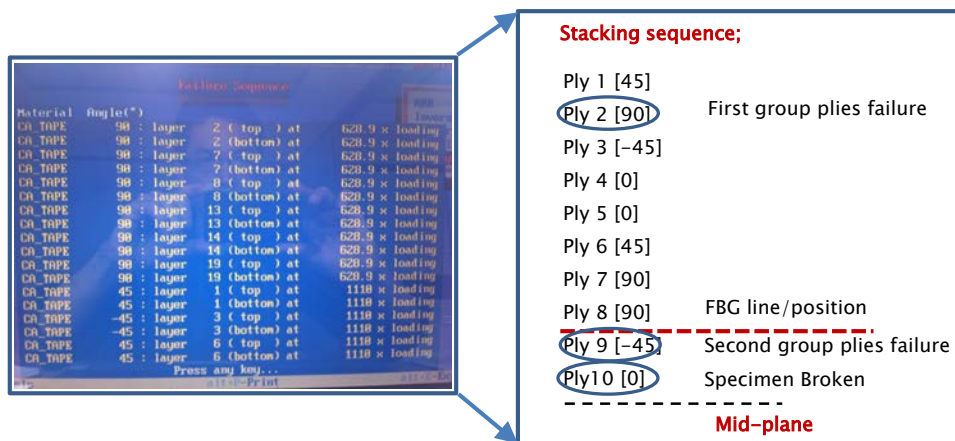 Failure Sequence
Material Angle(°)
CA_TAPE 90 : layer 2 ( top ) at 628.9 x loading
CA_TAPE 90 : layer 2 (bottom) at 628.9 x loading
CA_TAPE 90 : layer 7 ( top ) at 628.9 x loading
CA_TAPE 90 : layer 7 (bottom) at 628.9 x loading
CA_TAPE 90 : layer 8 ( top ) at 628.9 x loading
CA_TAPE 90 : layer 8 (bottom) at 628.9 x loading
CA_TAPE 90 : layer 13 ( top ) at 628.9 x loading
CA_TAPE 90 : layer 13 (bottom) at 628.9 x loading
CA_TAPE 90 : layer 14 ( top ) at 628.9 x loading
CA_TAPE 90 : layer 14 (bottom) at 628.9 x loading
CA_TAPE 90 : layer 19 ( top ) at 628.9 x loading
CA_TAPE 90 : layer 19 (bottom) at 628.9 x loading
CA_TAPE 45 : layer 1 ( top ) at 1110 x loading
CA_TAPE 45 : layer 1 (bottom) at 1110 x loading
CA_TAPE -45 : layer 3 ( top ) at 1110 x loading
CA_TAPE -45 : layer 3 (bottom) at 1110 x loading
CA_TAPE 45 : layer 6 ( top ) at 1110 x loading
CA_TAPE 45 : layer 6 (bottom) at 1110 x loading
Press any key...
alt-P-Print
Stacking sequence;
Ply 1 [45]
Ply 2 [90] First group plies failure
Ply 3 [-45]
Ply 4 [0]
Ply 5 [0]
Ply 6 [45]
Ply 7 [90]
Ply 8 [90] FBG line/position
Ply 9 [-45] Second group plies failure
Ply10 [0] Specimen Broken
Mid-plane